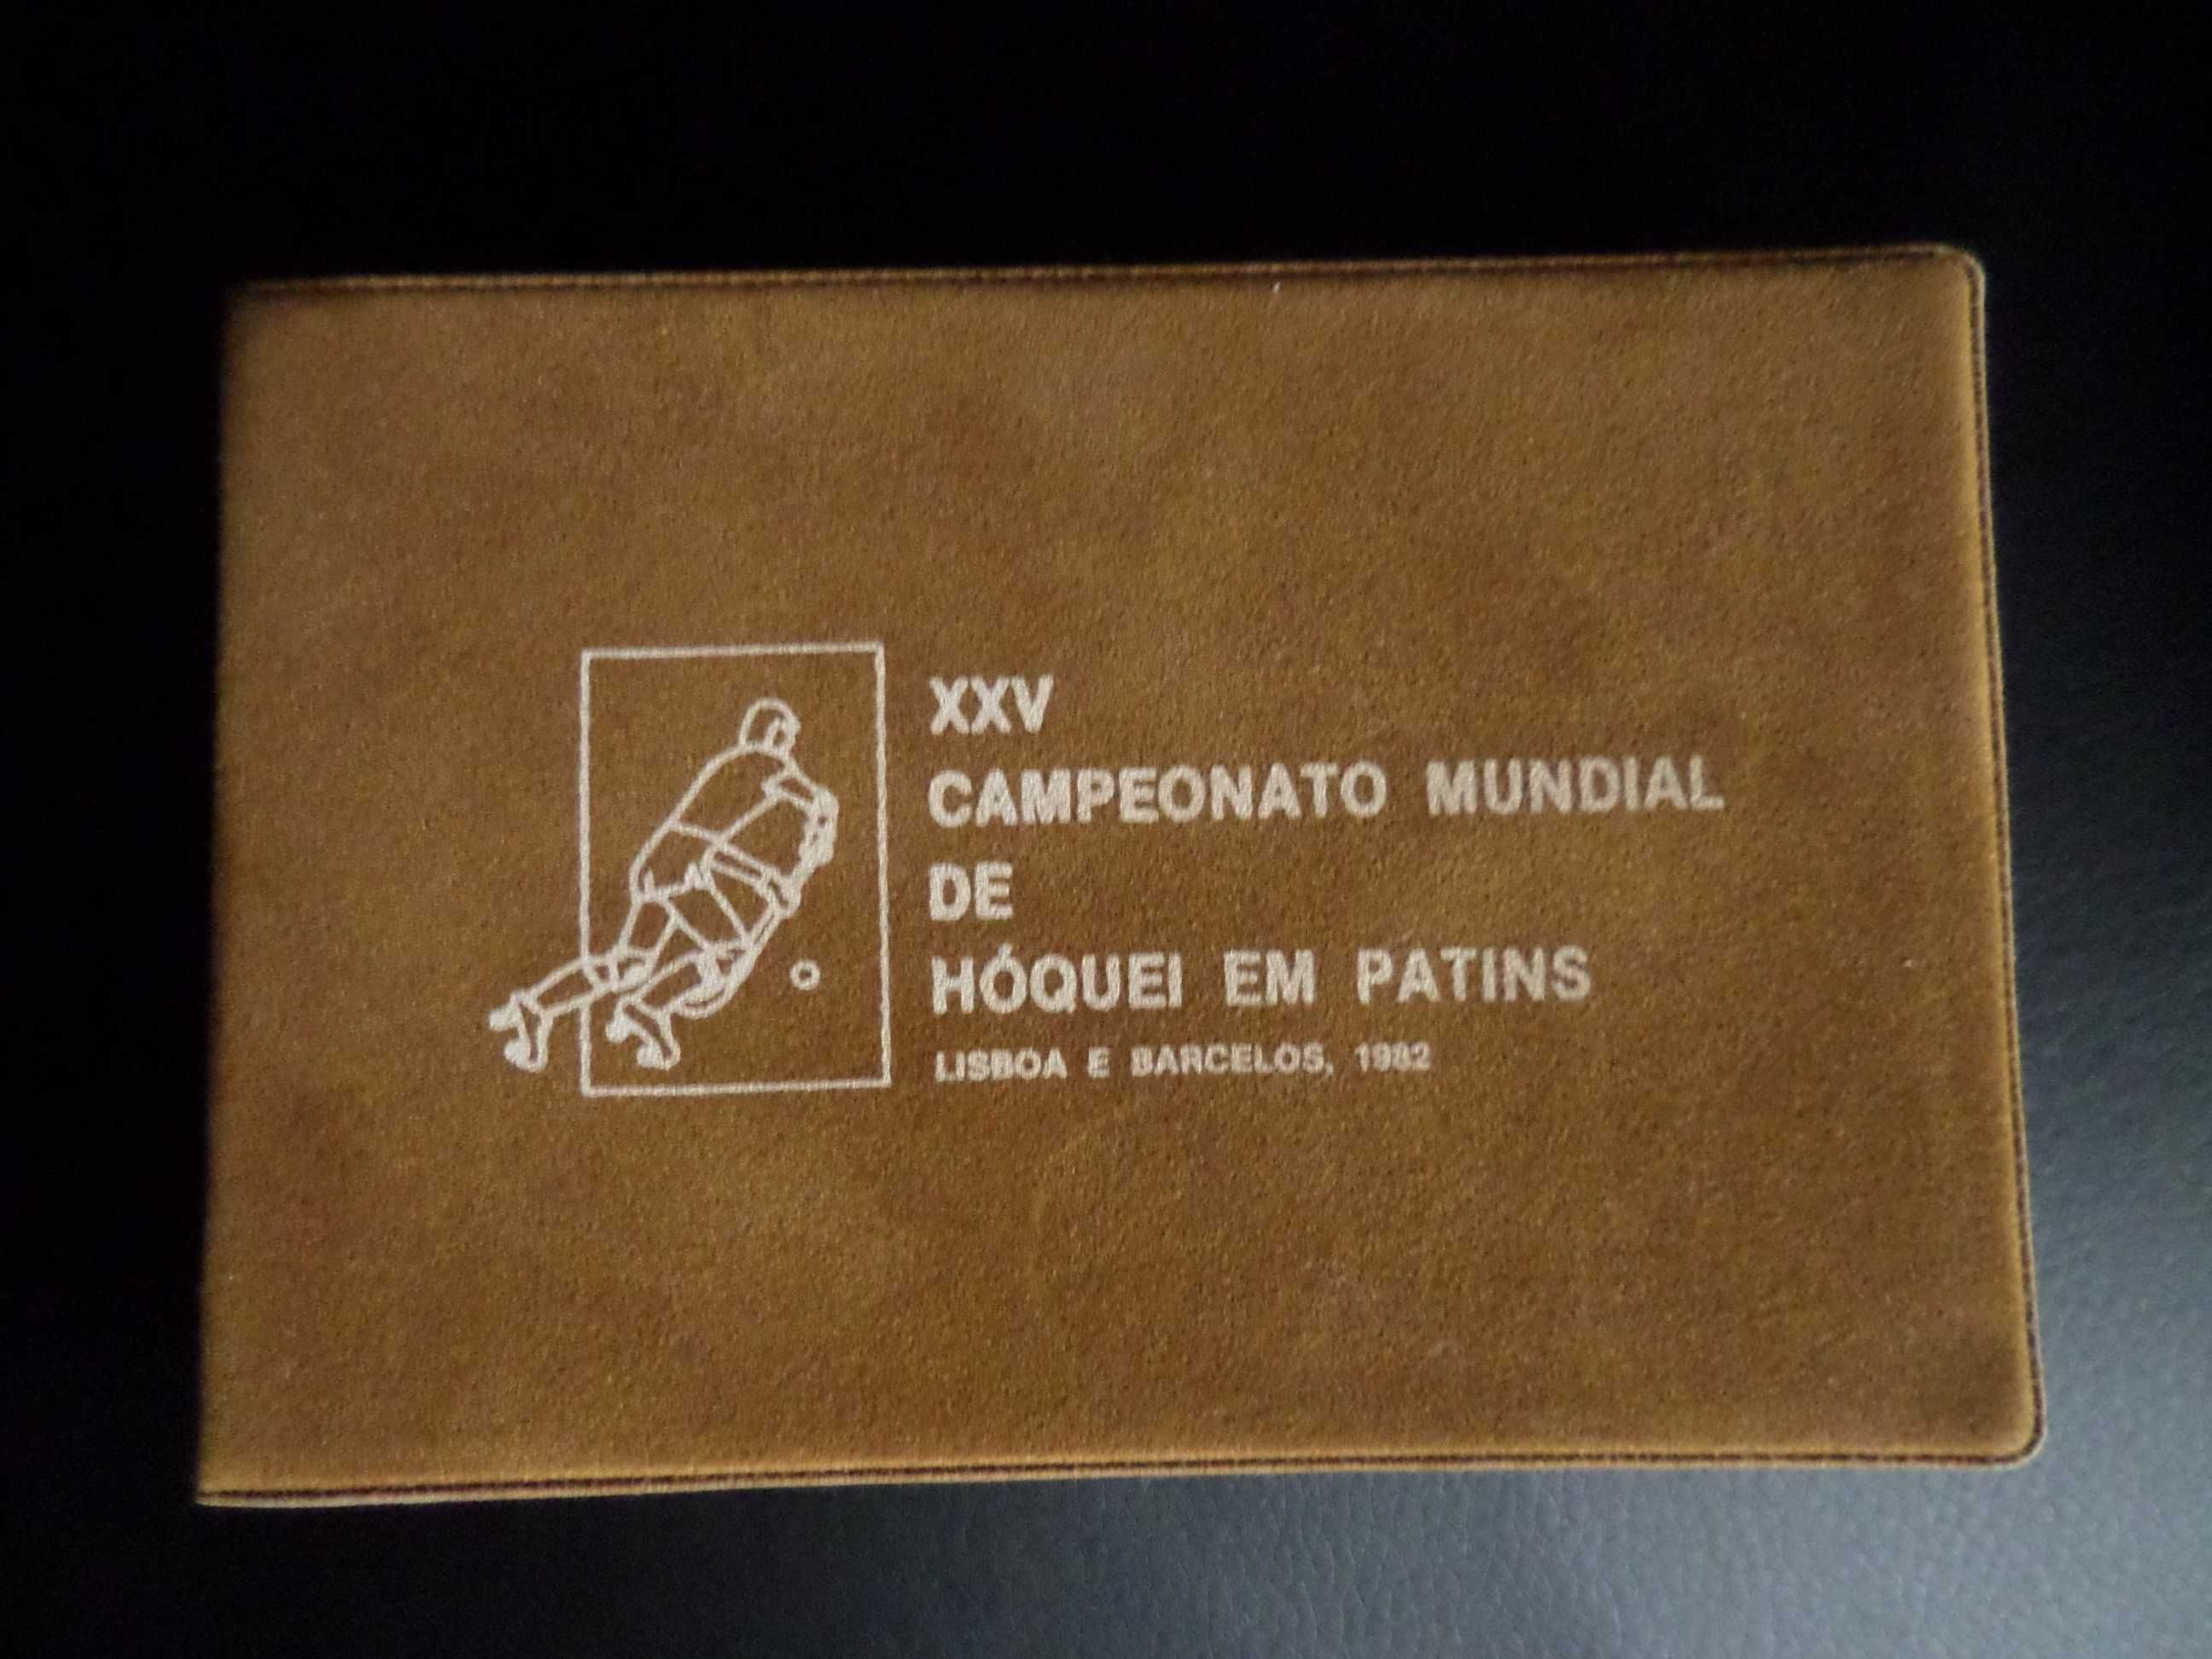 XXV
CAMPEONATO MUNDIAL
DE
HÓQUEI EM PATINS
LISBOA E BARCELOS, 1982